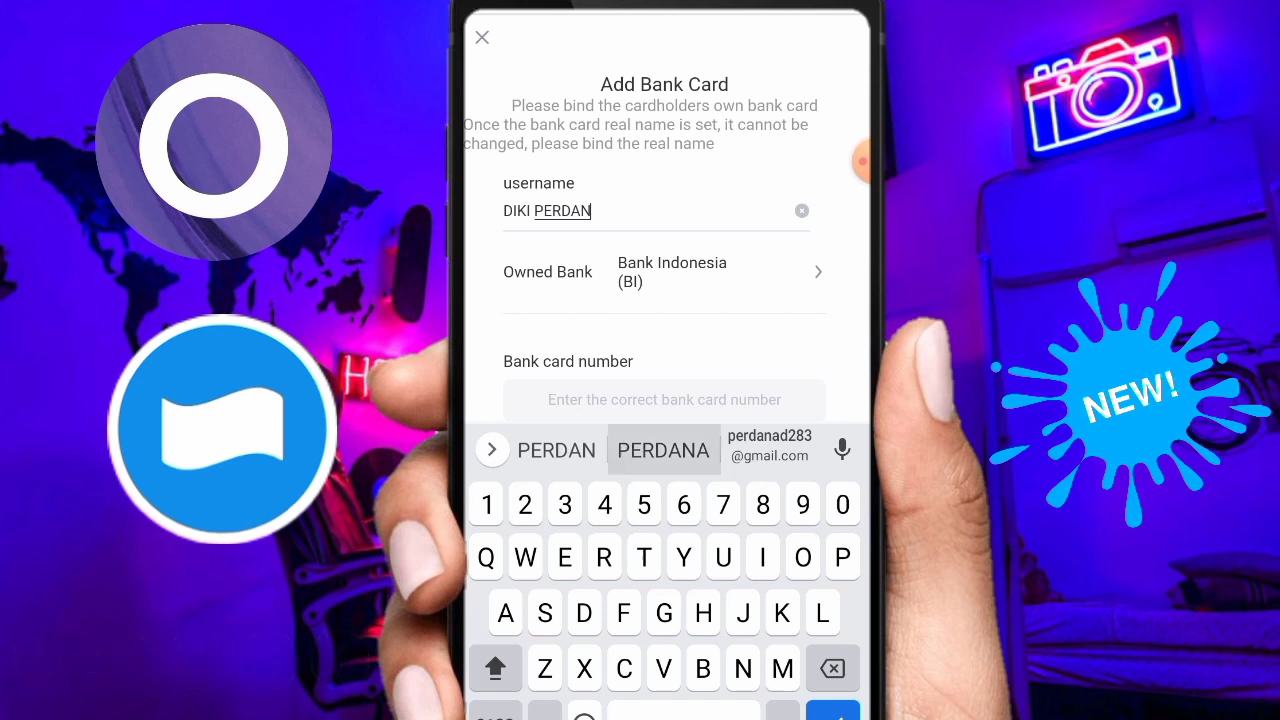 Add Bank Card
Please bind the cardholders own bank card
Once the bank card real name is set, it cannot be
changed, please bind the real name
username
DIKI PERDAN
Owned Bank
Bank Indonesia
(BI)
Bank card number
Enter the correct bank card number
PERDAN PERDANA perdanad283
@gmail.com
1 2 3 4 5 6 7 8 9 0
Q W E R T Y U I O P
A S D F G H J K L
Z X C V B N M
NEW!